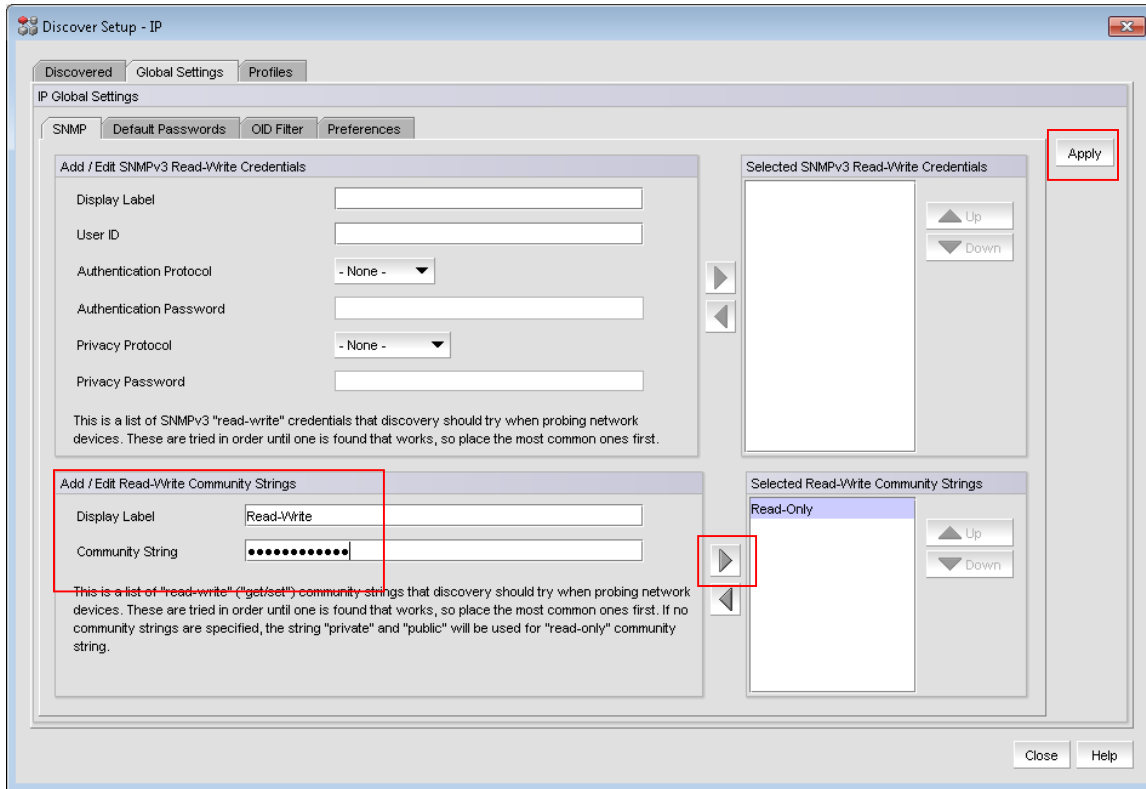 Discover Setup - IP
Discovered
Global Settings
Profiles
IP Global Settings
SNMP
Default Passwords
OID Filter
Preferences
Apply
Add / Edit SNMPv3 Read-Write Credentials
Display Label
User ID
Authentication Protocol
- None -
Authentication Password
Privacy Protocol
- None -
Privacy Password
This is a list of SNMPv3 "read-write" credentials that discovery should try when probing network
devices. These are tried in order until one is found that works, so place the most common ones first.
Selected SNMPv3 Read-Write Credentials
Up
Down
Add / Edit Read-Write Community Strings
Display Label
Read-Write
Community String
●●●●●●●●●●●●
This is a list of "read-write" ("get/set") community strings that discovery should try when probing network
devices. These are tried in order until one is found that works, so place the most common ones first. If no
community strings are specified, the string "private" and "public" will be used for "read-only" community
string.
Selected Read-Write Community Strings
Read-Only
Up
Down
Close
Help